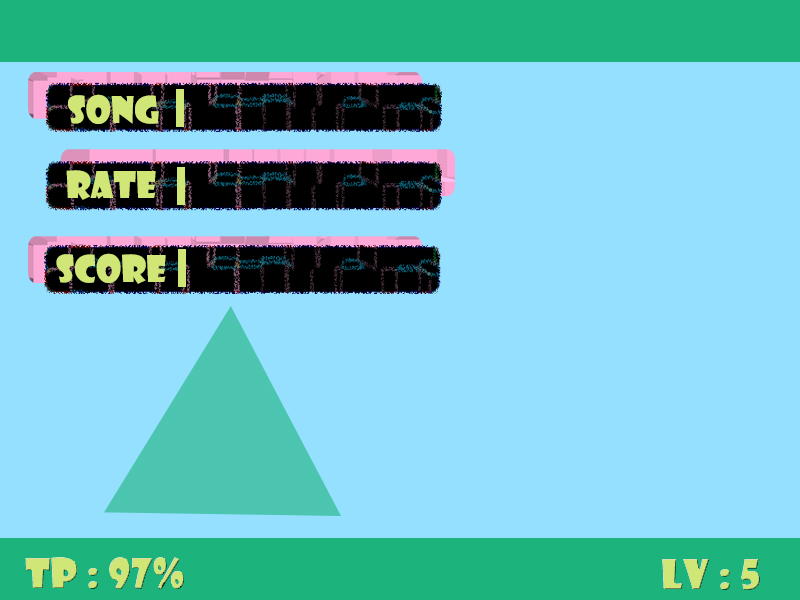 SONG |
RATE |
SCORE |
TP : 97%
LV : 5